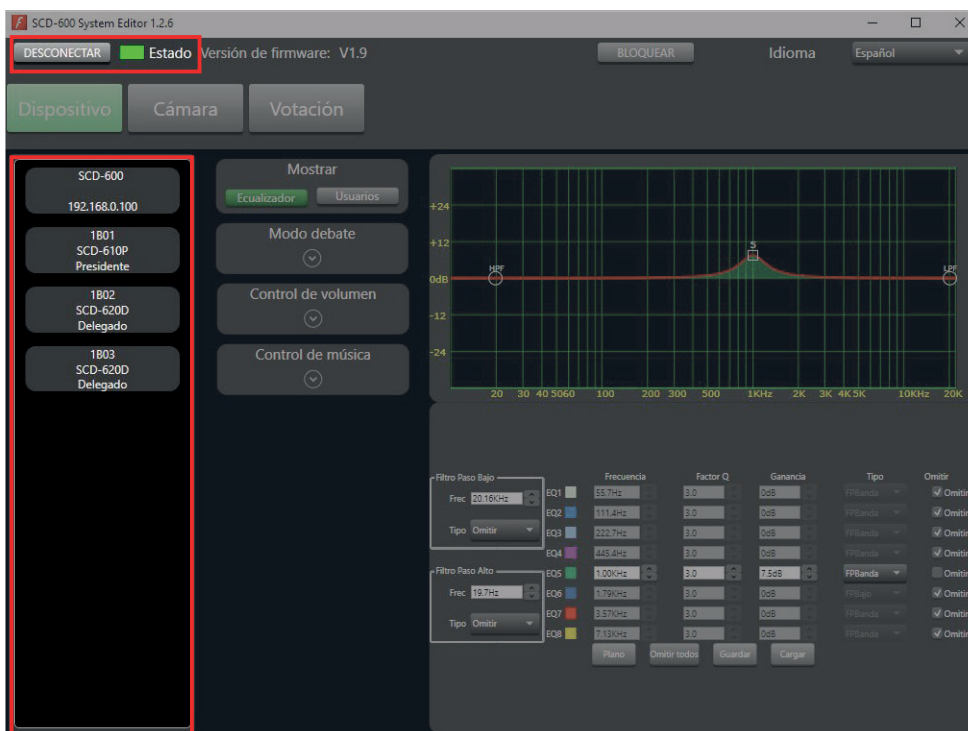 SCD-600 System Editor 1.2.6
DESCONECTAR Estado Versión de firmware: V1.9 BLOQUEAR Idioma Español
Dispositivo Cámara Votación
SCD-600
192.168.0.100
1B01
SCD-610P
Presidente
1B02
SCD-620D
Delegado
1B03
SCD-620D
Delegado
Mostrar
Ecualizador Usuarios
Modo debate
Control de volumen
Control de música
+24
+12
0dB
-12
-24
HPF
5
LPF
20 30 40 50 60 100 200 300 500 1KHz 2K 3K 4K 5K 10KHz 20K
Filtro Paso Bajo
Frec 20.16KHz
Tipo Omitir
Filtro Paso Alto
Frec 19.7Hz
Tipo Omitir
Frecuencia Factor Q Ganancia Tipo Omitir
EQ1 55.7Hz 3.0 0dB FPBanda Omitir
EQ2 111.4Hz 3.0 0dB FPBanda Omitir
EQ3 222.7Hz 3.0 0dB FPBanda Omitir
EQ4 445.4Hz 3.0 0dB FPBanda Omitir
EQ5 1.00KHz 3.0 7.5dB FPBanda Omitir
EQ6 1.79KHz 3.0 0dB FPBajo Omitir
EQ7 3.57KHz 3.0 0dB FPBanda Omitir
EQ8 7.13KHz 3.0 0dB FPBanda Omitir
Plano Omitir todos Guardar Cargar